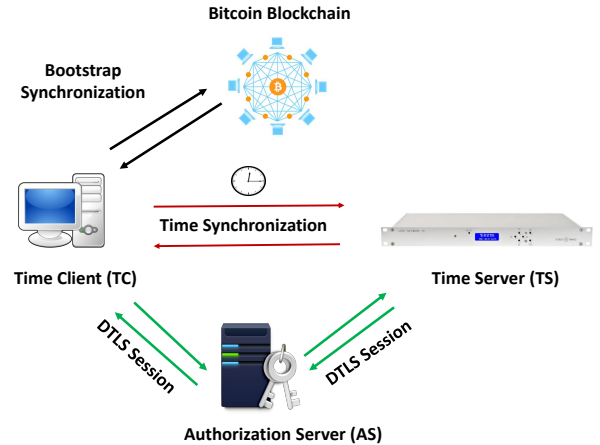 Bitcoin Blockchain
Bootstrap
Synchronization
Time Synchronization
Time Client (TC)
Time Server (TS)
DTLS Session
DTLS Session
Authorization Server (AS)